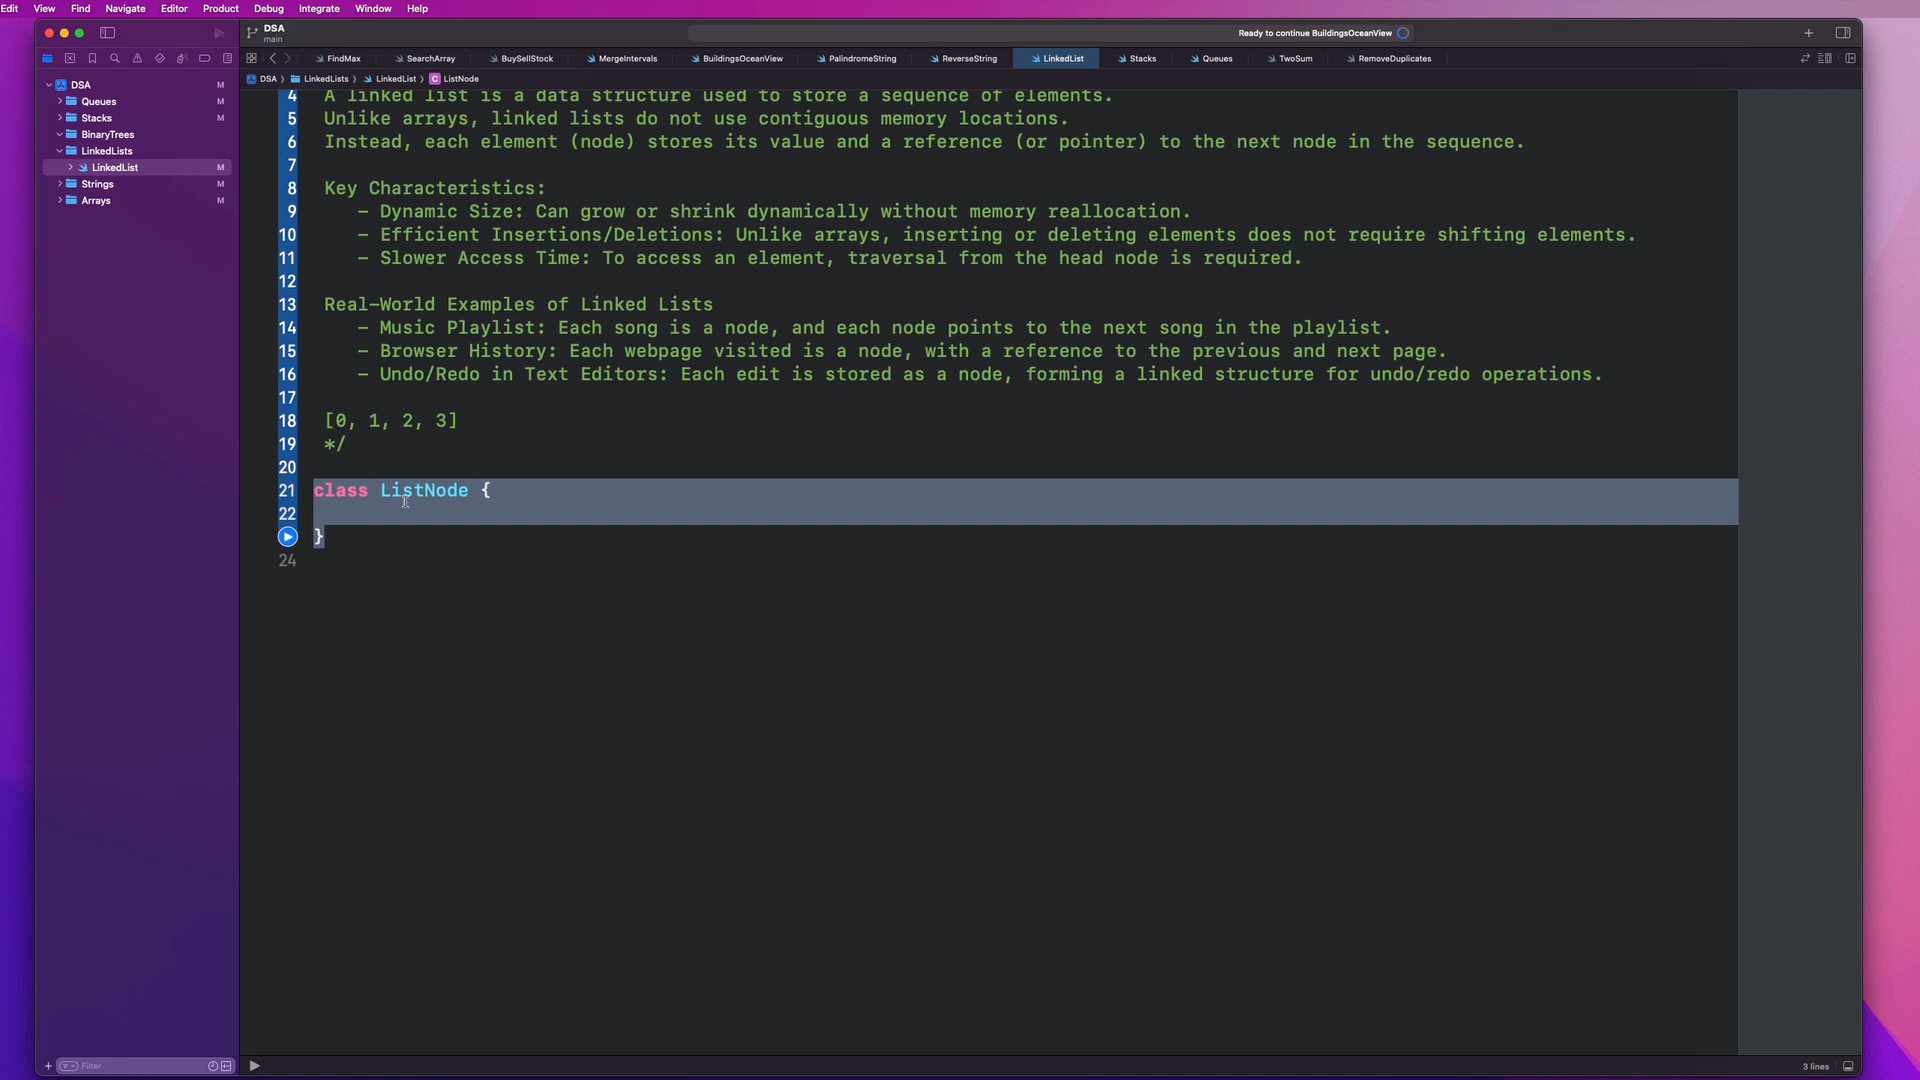 Edit View Find Navigate Editor Product Debug Integrate Window Help
DSA
main
Ready to continue BuildingsOceanView
FindMax SearchArray BuySellStock MergeIntervals BuildingsOceanView PalindromeString ReverseString LinkedList Stacks Queues TwoSum RemoveDuplicates
DSA LinkedLists LinkedList C ListNode
DSA M
Queues M
Stacks M
BinaryTrees
LinkedLists
LinkedList M
Strings M
Arrays M
4 A linked list is a data structure used to store a sequence of elements.
5 Unlike arrays, linked lists do not use contiguous memory locations.
6 Instead, each element (node) stores its value and a reference (or pointer) to the next node in the sequence.
7
8 Key Characteristics:
9 - Dynamic Size: Can grow or shrink dynamically without memory reallocation.
10 - Efficient Insertions/Deletions: Unlike arrays, inserting or deleting elements does not require shifting elements.
11 - Slower Access Time: To access an element, traversal from the head node is required.
12
13 Real-World Examples of Linked Lists
14 - Music Playlist: Each song is a node, and each node points to the next song in the playlist.
15 - Browser History: Each webpage visited is a node, with a reference to the previous and next page.
16 - Undo/Redo in Text Editors: Each edit is stored as a node, forming a linked structure for undo/redo operations.
17
18 [0, 1, 2, 3]
19 */
20
21 class ListNode {
22
}
24
Filter
3 lines